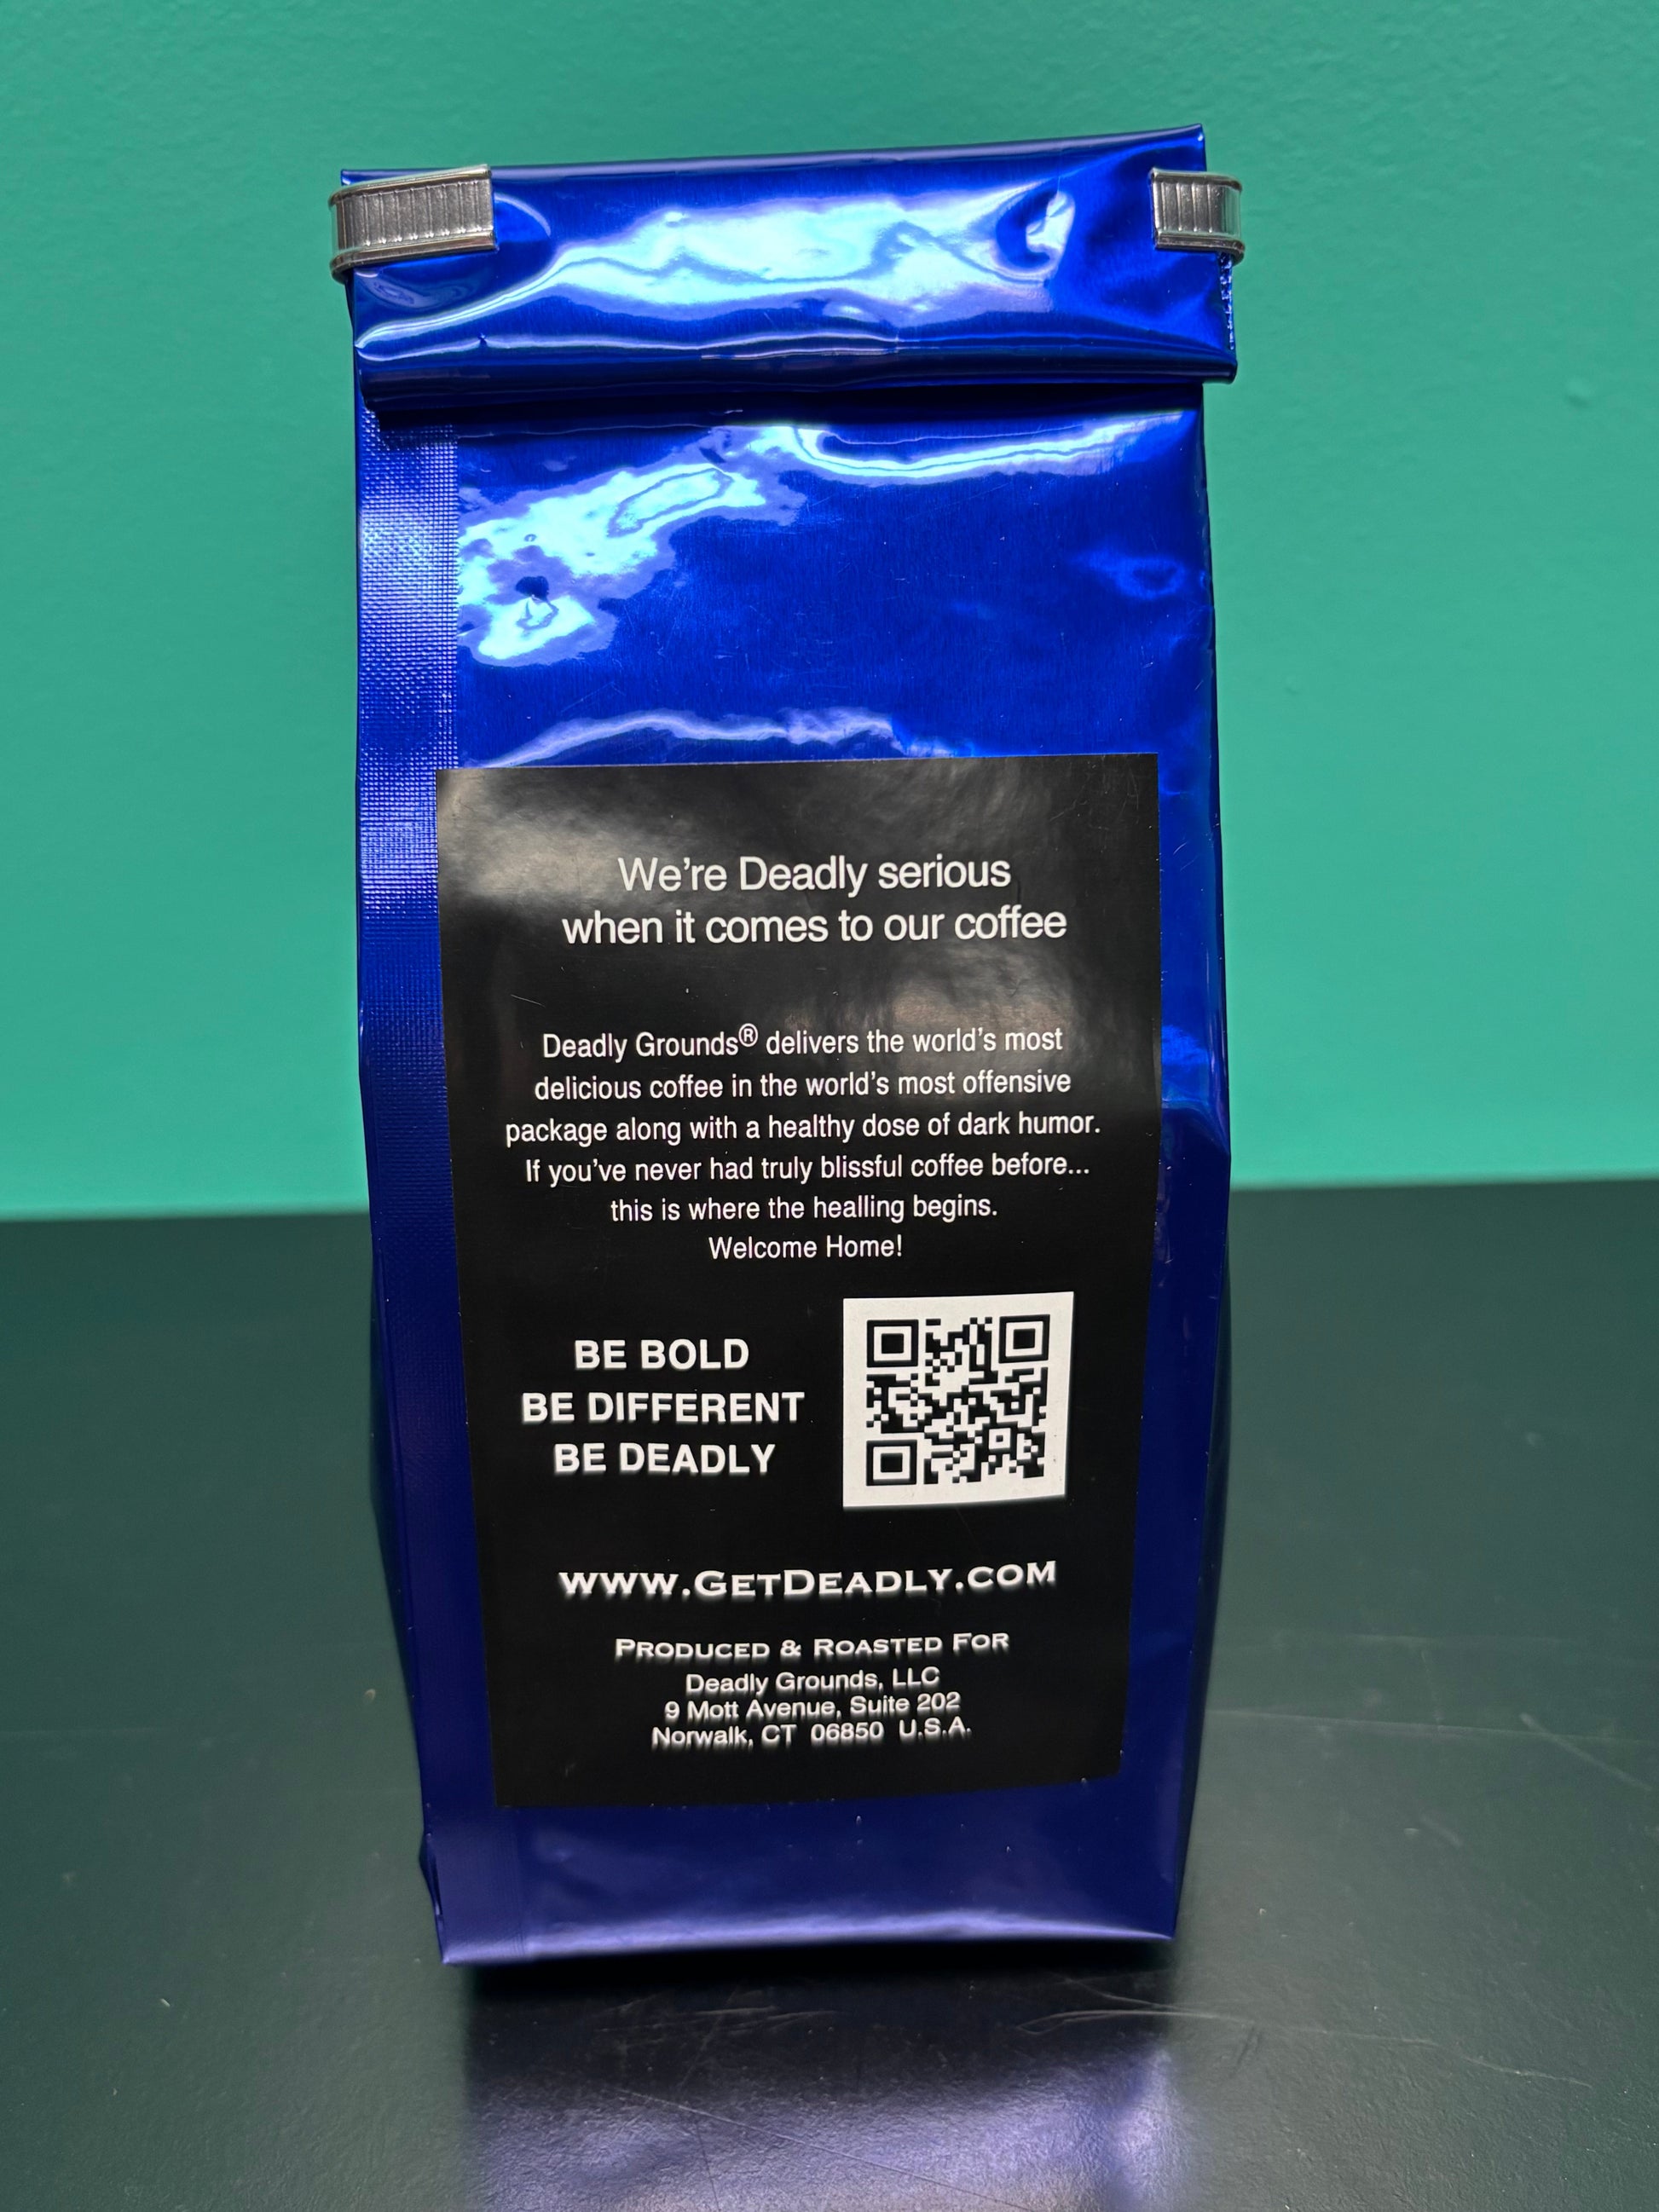 We're Deadly serious
when it comes to our coffee
Deadly Grounds® delivers the world's most
delicious coffee in the world's most offensive
package along with a healthy dose of dark humor.
If you've never had truly blissful coffee before...
this is where the healling begins.
Welcome Home!
BE BOLD
BE DIFFERENT
BE DEADLY
WWW.GETDEADLY.COM
PRODUCED & ROASTED FOR
Deadly Grounds, LLC
9 Mott Avenue, Suite 202
Norwalk, CT 06850 U.S.A.